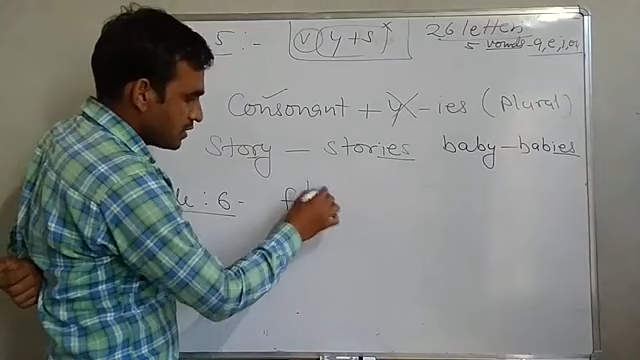 5 :- (V) y+s 26 letters
5 vowels - a, e, i, o, u
Consonant + y - ies (Plural)
Story - stories baby - babies
: 6 - f